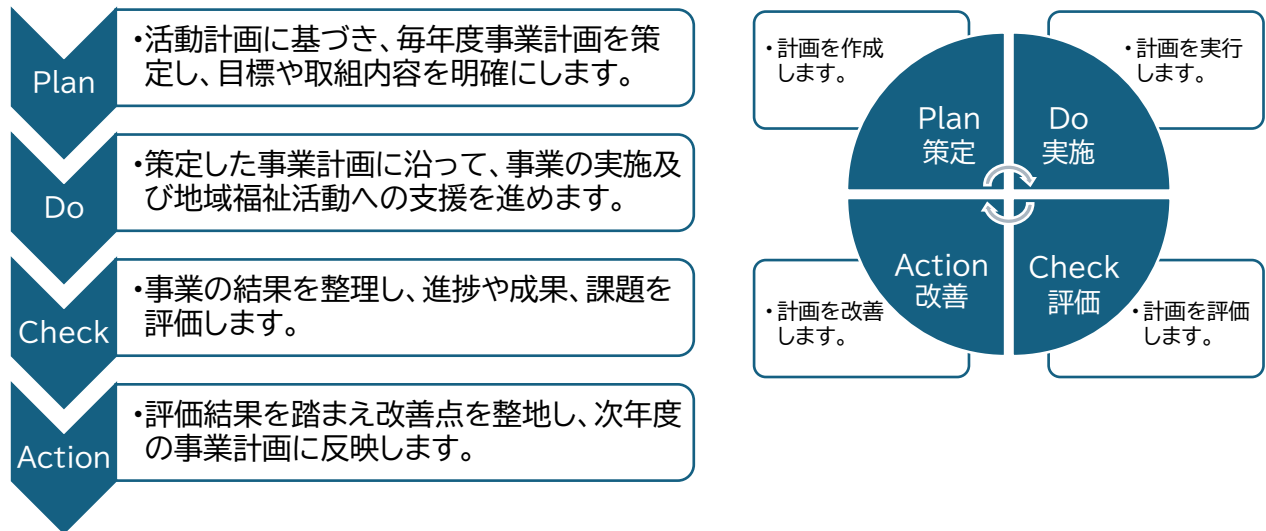 Plan
・活動計画に基づき、毎年度事業計画を策
定し、目標や取組内容を明確にします。
Do
・策定した事業計画に沿って、事業の実施及
び地域福祉活動への支援を進めます。
Check
・事業の結果を整理し、進捗や成果、課題を
評価します。
Action
・評価結果を踏まえ改善点を整地し、次年度
の事業計画に反映します。
・計画を作成
します。
Plan
策定
・計画を実行
します。
Do
実施
・計画を改善
します。
Action
改善
Check
評価
・計画を評価
します。